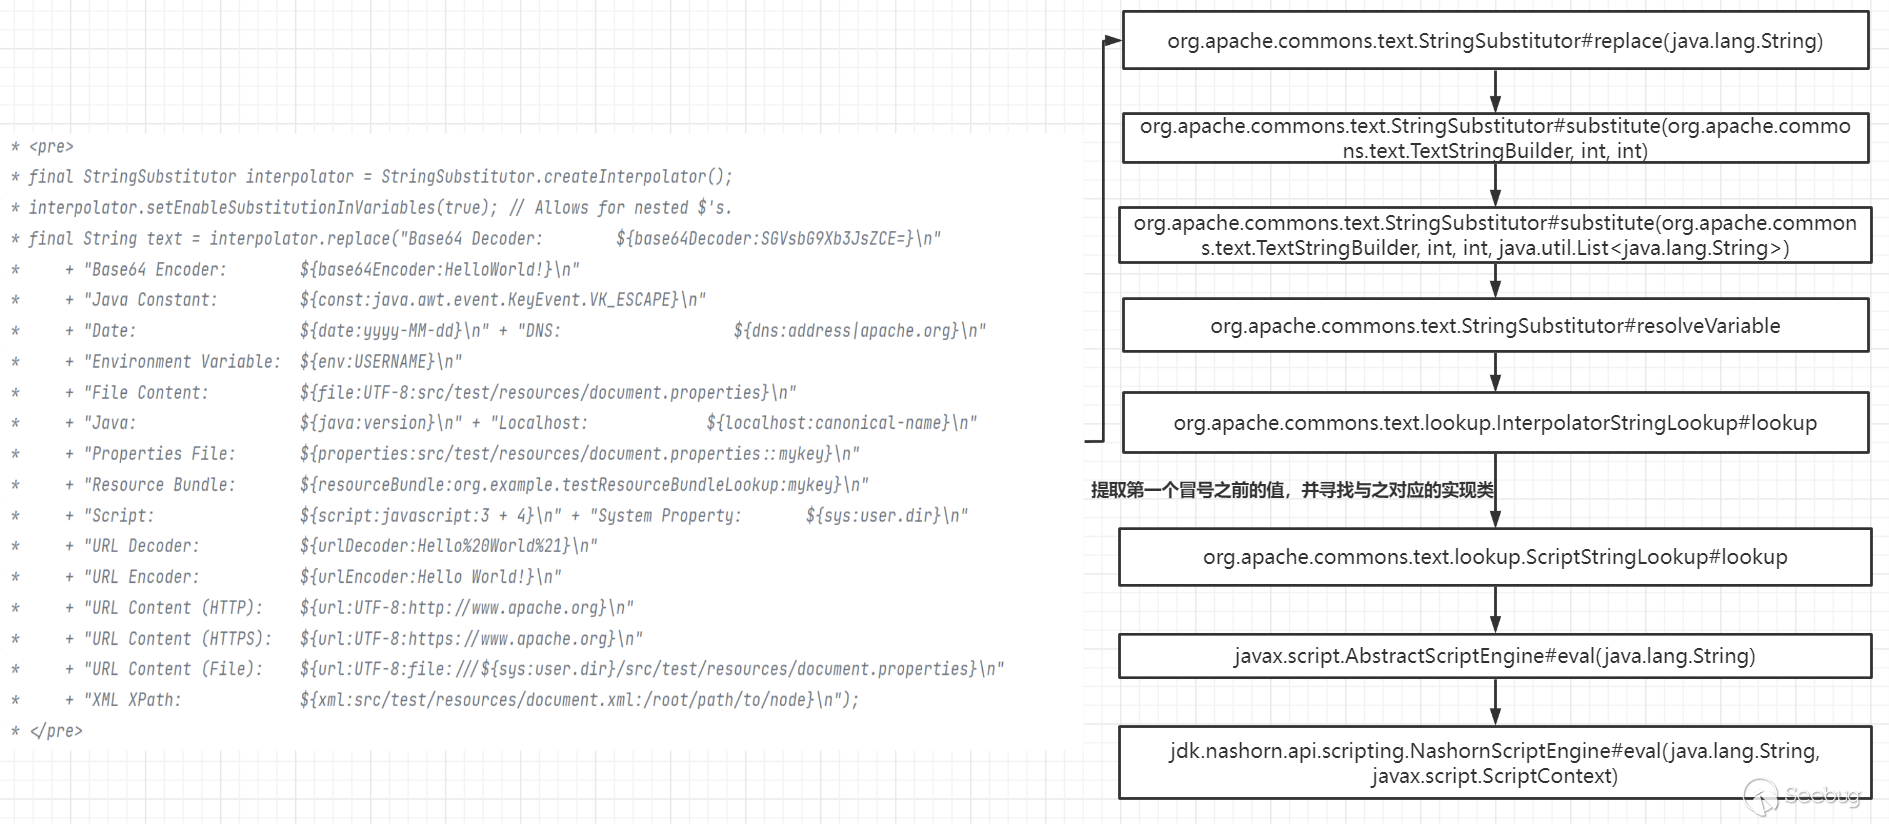 * <pre>
* final StringSubstitutor interpolator = StringSubstitutor.createInterpolator();
* interpolator.setEnableSubstitutionInVariables(true); // Allows for nested $'s.
* final String text = interpolator.replace("Base64 Decoder:        ${base64Decoder:SGVsbG9Xb3JsZCE=}\n"
*     + "Base64 Encoder:        ${base64Encoder:HelloWorld!}\n"
*     + "Java Constant:         ${const:java.awt.event.KeyEvent.VK_ESCAPE}\n"
*     + "Date:                  ${date:yyyy-MM-dd}\n" + "DNS:                   ${dns:address|apache.org}\n"
*     + "Environment Variable:  ${env:USERNAME}\n"
*     + "File Content:          ${file:UTF-8:src/test/resources/document.properties}\n"
*     + "Java:                  ${java:version}\n" + "Localhost:             ${localhost:canonical-name}\n"
*     + "Properties File:       ${properties:src/test/resources/document.properties::mykey}\n"
*     + "Resource Bundle:       ${resourceBundle:org.example.testResourceBundleLookup:mykey}\n"
*     + "Script:                ${script:javascript:3 + 4}\n" + "System Property:       ${sys:user.dir}\n"
*     + "URL Decoder:           ${urlDecoder:Hello%20World%21}\n"
*     + "URL Encoder:           ${urlEncoder:Hello World!}\n"
*     + "URL Content (HTTP):    ${url:UTF-8:http://www.apache.org}\n"
*     + "URL Content (HTTPS):   ${url:UTF-8:https://www.apache.org}\n"
*     + "URL Content (File):    ${url:UTF-8:file:///${sys:user.dir}/src/test/resources/document.properties}\n"
*     + "XML XPath:             ${xml:src/test/resources/document.xml:/root/path/to/node}\n");
* </pre>
org.apache.commons.text.StringSubstitutor#replace(java.lang.String)
org.apache.commons.text.StringSubstitutor#substitute(org.apache.commo
ns.text.TextStringBuilder, int, int)
org.apache.commons.text.StringSubstitutor#substitute(org.apache.common
s.text.TextStringBuilder, int, int, java.util.List<java.lang.String>)
org.apache.commons.text.StringSubstitutor#resolveVariable
org.apache.commons.text.lookup.InterpolatorStringLookup#lookup
提取第一个冒号之前的值，并寻找与之对应的实现类
org.apache.commons.text.lookup.ScriptStringLookup#lookup
javax.script.AbstractScriptEngine#eval(java.lang.String)
jdk.nashorn.api.scripting.NashornScriptEngine#eval(java.lang.String,
javax.script.ScriptContext)
Seebug